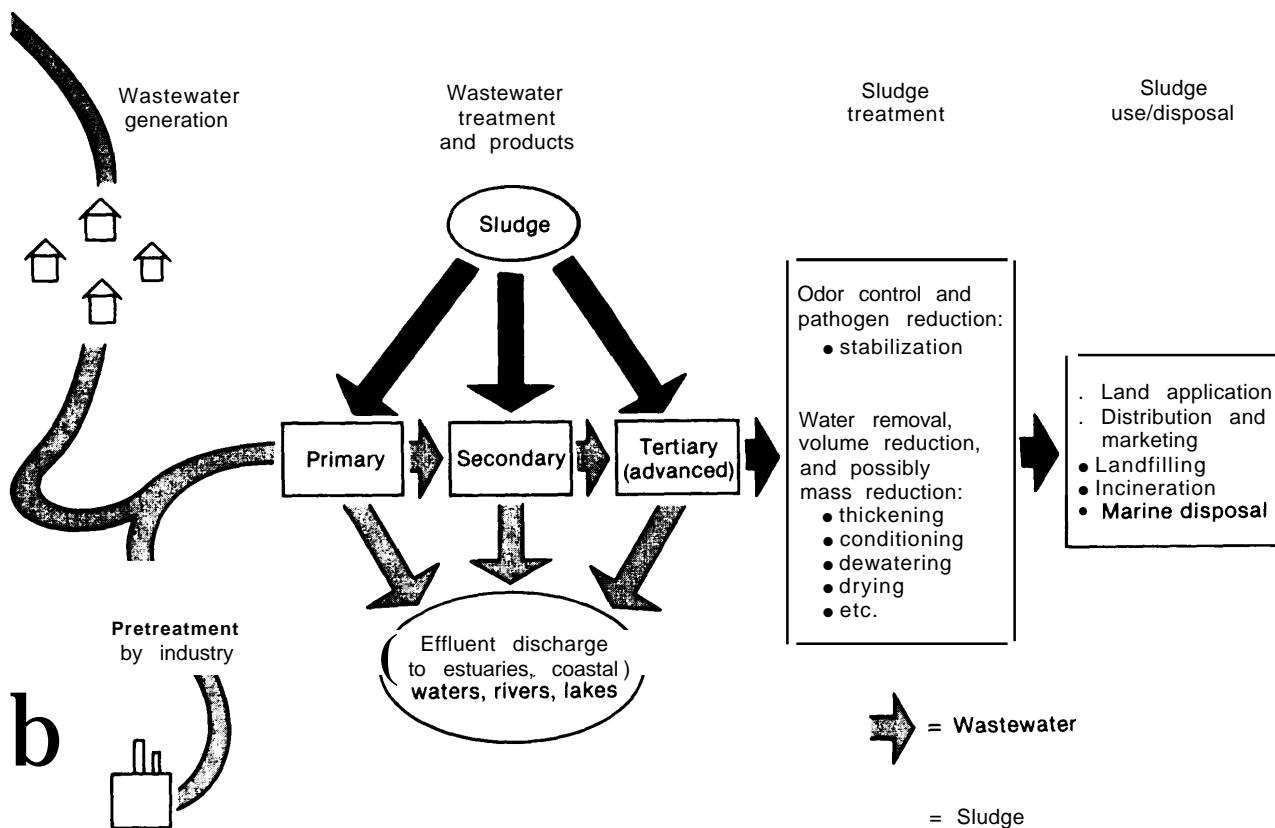 Wastewater
generation
Wastewater
treatment
and products
Sludge
treatment
Sludge
use/disposal
Sludge
Primary
Secondary
Tertiary
(advanced)
Effluent discharge
to estuaries, coastal
waters, rivers, lakes
Pretreatment
by industry
b
Odor control and
pathogen reduction:
• stabilization
Water removal,
volume reduction,
and possibly
mass reduction:
• thickening
• conditioning
• dewatering
• drying
• etc.
. Land application
. Distribution and
marketing
• Landfilling
• Incineration
• Marine disposal
= Wastewater
= Sludge